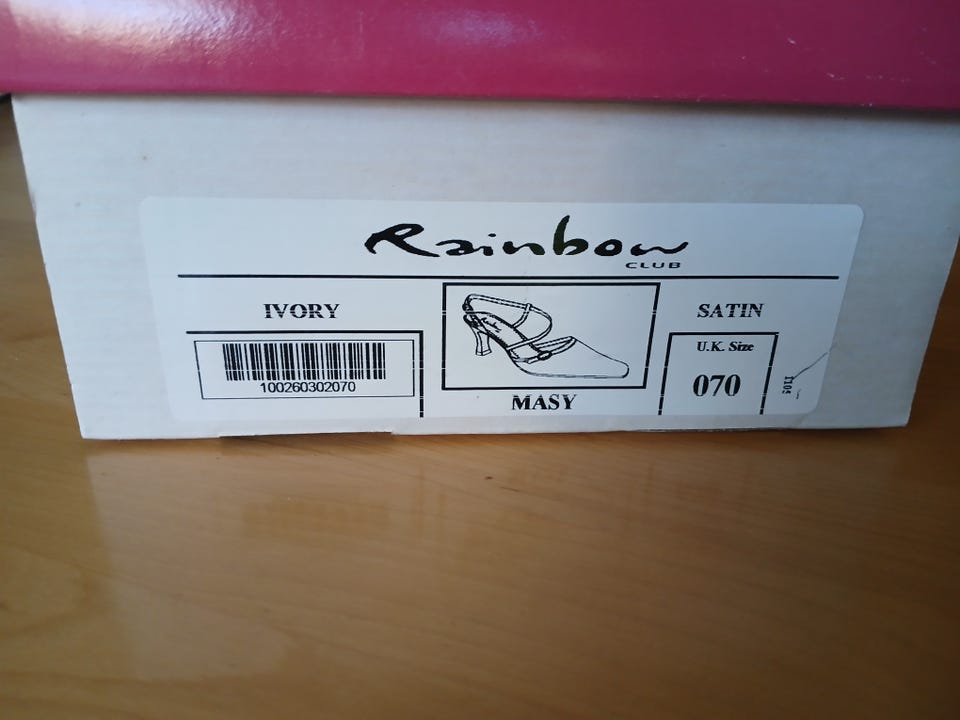 Rainbow
CLUB
IVORY
SATIN
100260302070
MASY
U.K. Size
070